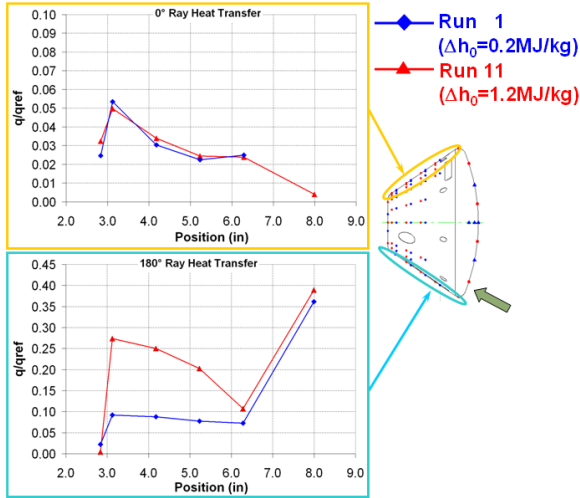 0° Ray Heat Transfer
q/qref
0.10
0.09
0.08
0.07
0.06
0.05
0.04
0.03
0.02
0.01
0.00
2.0 3.0 4.0 5.0 6.0 7.0 8.0 9.0
Position (in)
Run 1
(Δh₀=0.2MJ/kg)
Run 11
(Δh₀=1.2MJ/kg)
180° Ray Heat Transfer
q/qref
0.45
0.40
0.35
0.30
0.25
0.20
0.15
0.10
0.05
0.00
2.0 3.0 4.0 5.0 6.0 7.0 8.0 9.0
Position (in)